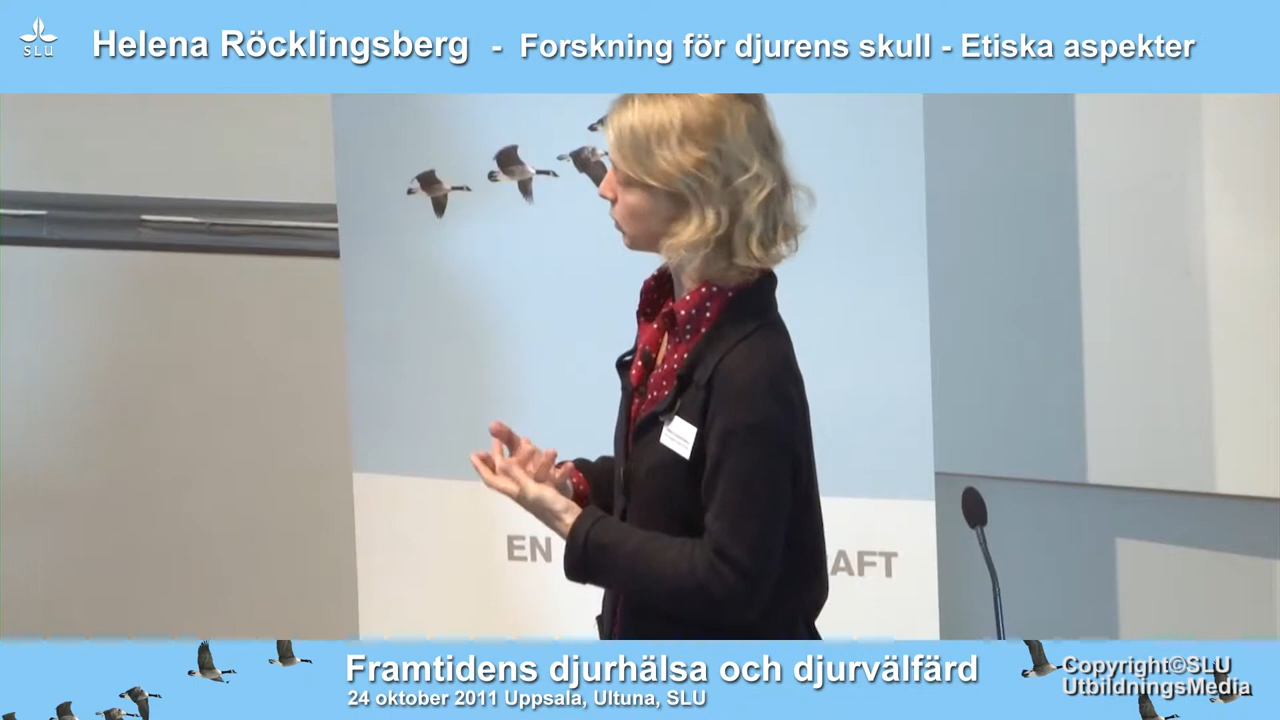 SLU
Helena Röcklingsberg - Forskning för djurens skull - Etiska aspekter
EN RAFT
Framtidens djurhälsa och djurvälfärd
24 oktober 2011 Uppsala, Ultuna, SLU
Copyright©SLU
UtbildningsMedia